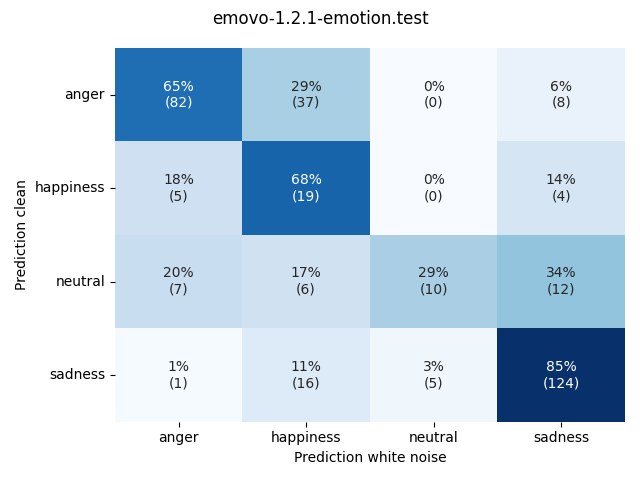 emovo-1.2.1-emotion.test
Prediction clean
anger
65% 29% 0% 6%
(82) (37) (0) (8)
happiness
18% 68% 0% 14%
(5) (19) (0) (4)
neutral
20% 17% 29% 34%
(7) (6) (10) (12)
sadness
1% 11% 3% 85%
(1) (16) (5) (124)
anger happiness neutral sadness
Prediction white noise